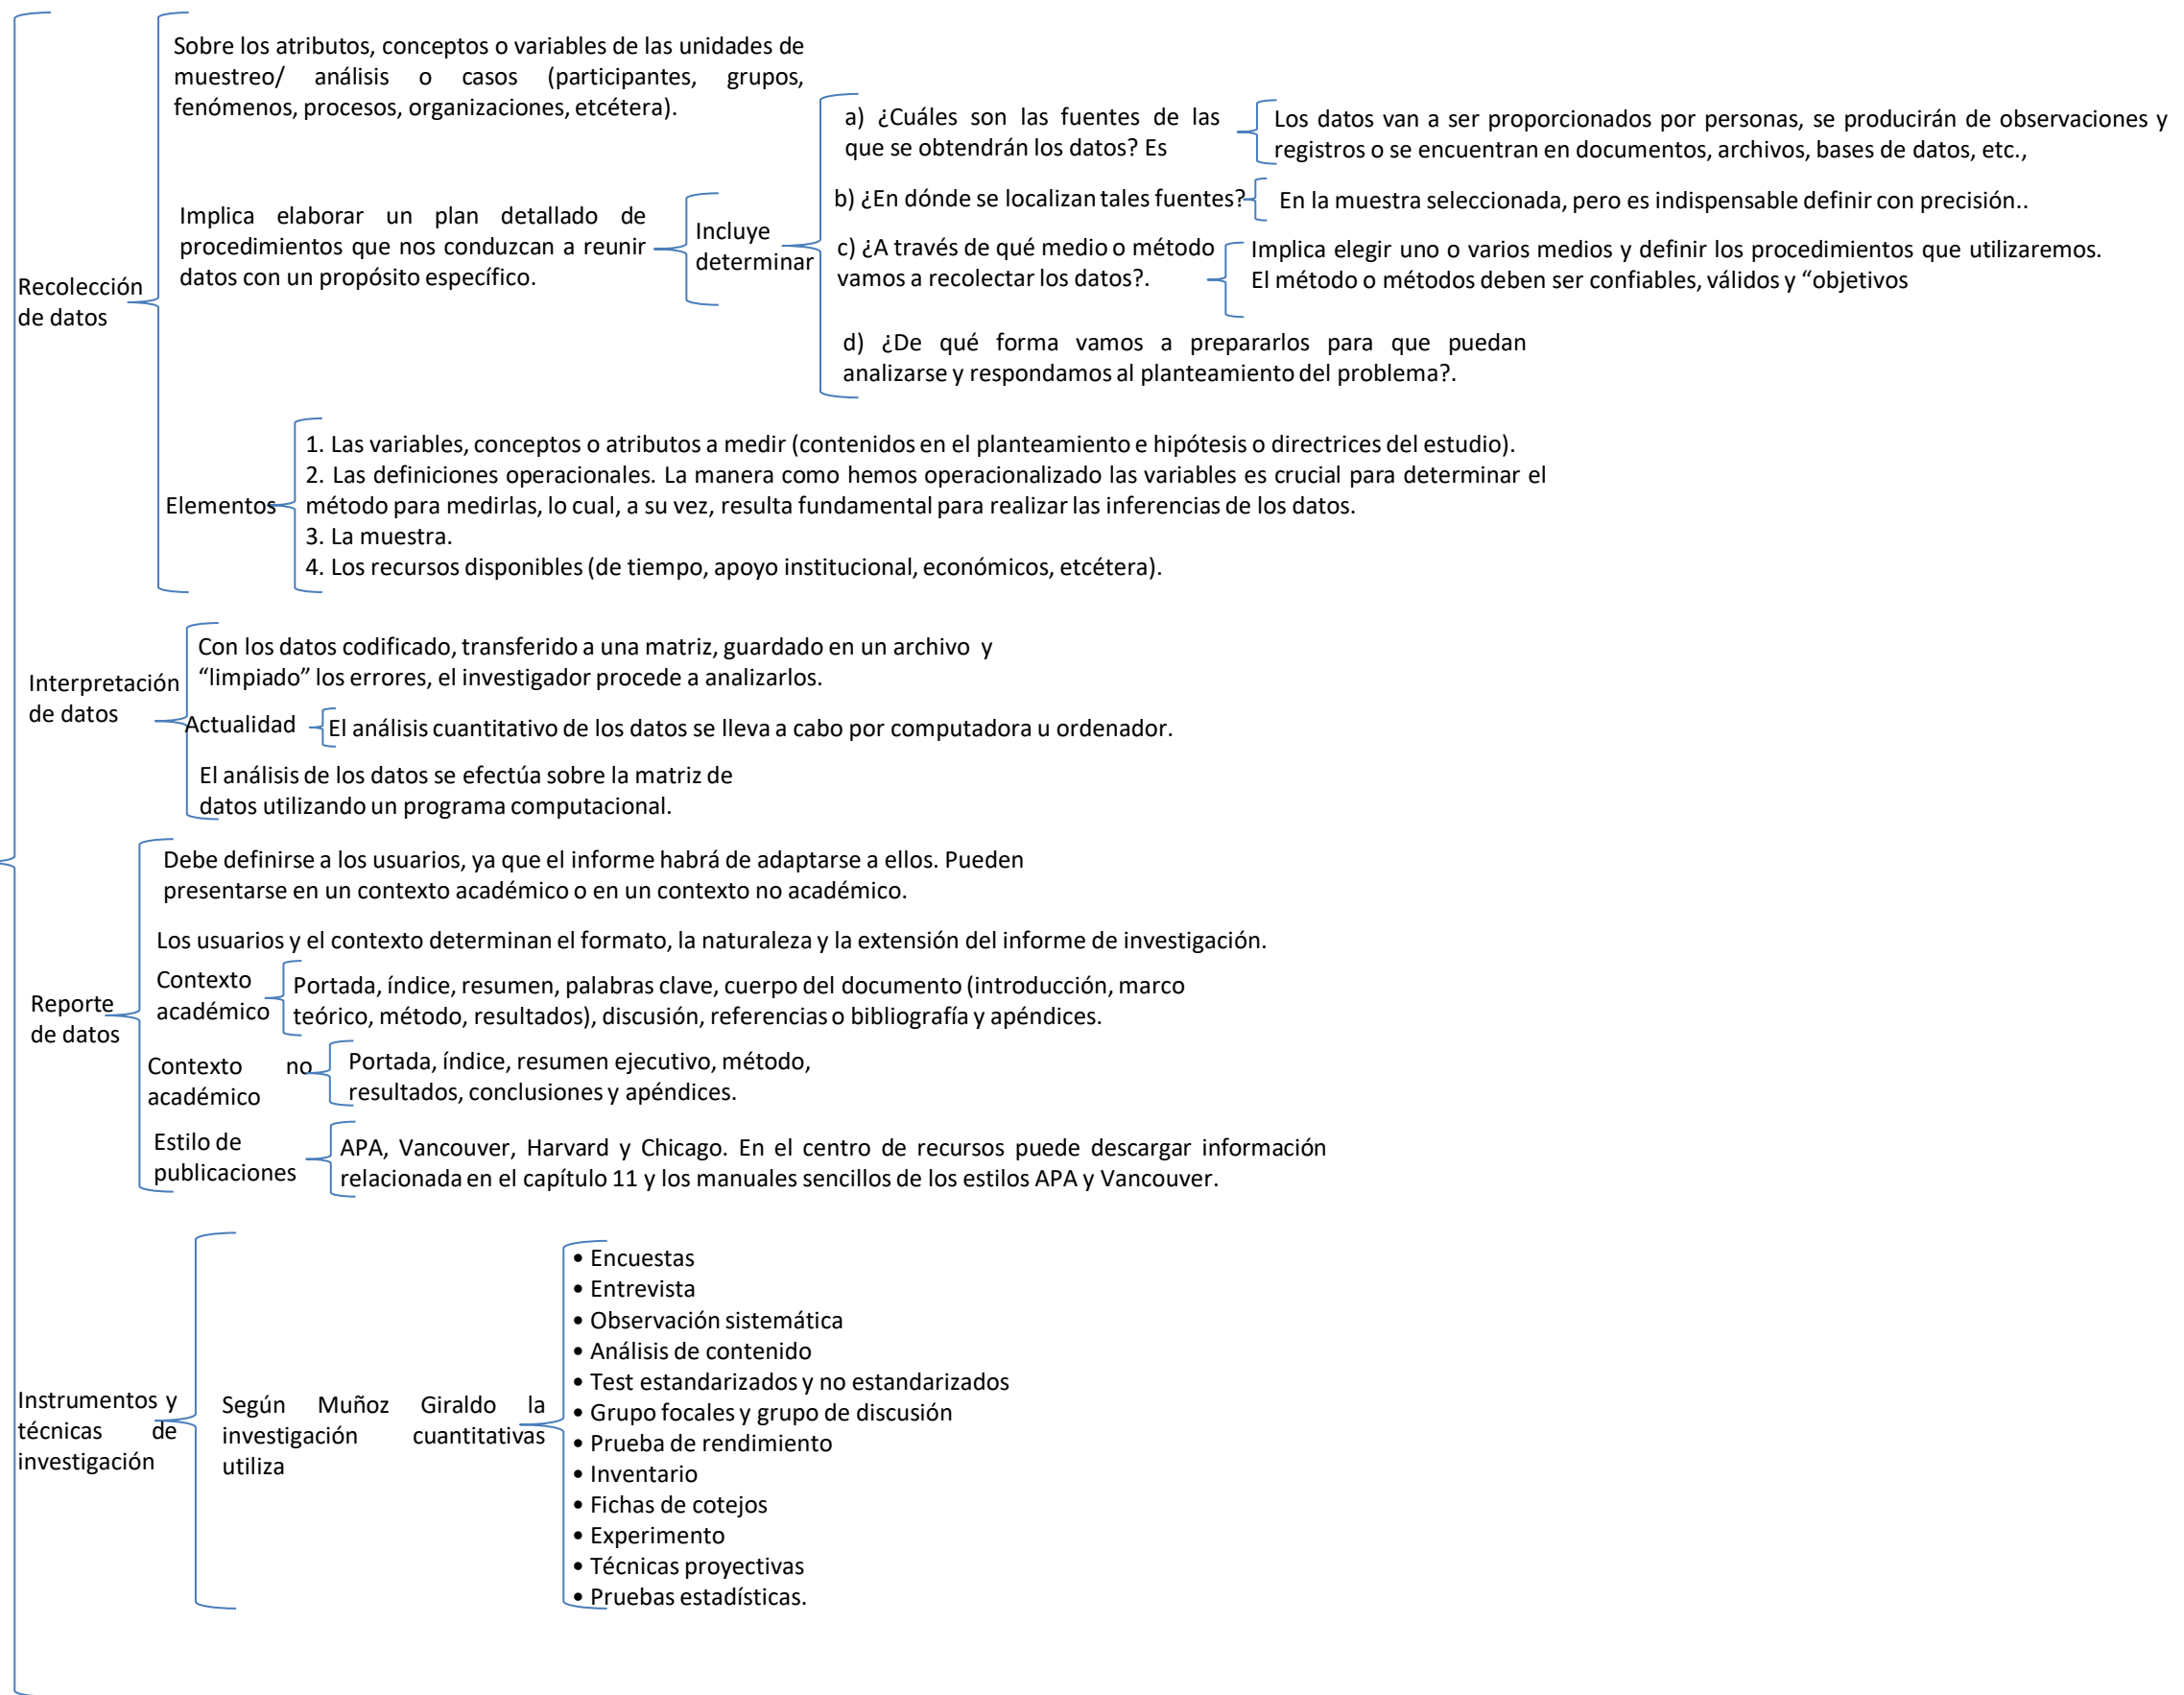 Recolección
de datos
Sobre los atributos, conceptos o variables de las unidades de
muestreo/ análisis o casos (participantes, grupos,
fenómenos, procesos, organizaciones, etcétera).
Implica elaborar un plan detallado de
procedimientos que nos conduzcan a reunir
datos con un propósito específico.
Incluye
determinar
a) ¿Cuáles son las fuentes de las
que se obtendrán los datos? Es
Los datos van a ser proporcionados por personas, se producirán de observaciones y
registros o se encuentran en documentos, archivos, bases de datos, etc.,
b) ¿En dónde se localizan tales fuentes?
En la muestra seleccionada, pero es indispensable definir con precisión..
c) ¿A través de qué medio o método
vamos a recolectar los datos?.
Implica elegir uno o varios medios y definir los procedimientos que utilizaremos.
El método o métodos deben ser confiables, válidos y “objetivos
d) ¿De qué forma vamos a prepararlos para que puedan
analizarse y respondamos al planteamiento del problema?.
Elementos
1. Las variables, conceptos o atributos a medir (contenidos en el planteamiento e hipótesis o directrices del estudio).
2. Las definiciones operacionales. La manera como hemos operacionalizado las variables es crucial para determinar el
método para medirlas, lo cual, a su vez, resulta fundamental para realizar las inferencias de los datos.
3. La muestra.
4. Los recursos disponibles (de tiempo, apoyo institucional, económicos, etcétera).
Interpretación
de datos
Con los datos codificado, transferido a una matriz, guardado en un archivo y
“limpiado” los errores, el investigador procede a analizarlos.
Actualidad
El análisis cuantitativo de los datos se lleva a cabo por computadora u ordenador.
El análisis de los datos se efectúa sobre la matriz de
datos utilizando un programa computacional.
Reporte
de datos
Debe definirse a los usuarios, ya que el informe habrá de adaptarse a ellos. Pueden
presentarse en un contexto académico o en un contexto no académico.
Los usuarios y el contexto determinan el formato, la naturaleza y la extensión del informe de investigación.
Contexto
académico
Portada, índice, resumen, palabras clave, cuerpo del documento (introducción, marco
teórico, método, resultados), discusión, referencias o bibliografía y apéndices.
Contexto no
académico
Portada, índice, resumen ejecutivo, método,
resultados, conclusiones y apéndices.
Estilo de
publicaciones
APA, Vancouver, Harvard y Chicago. En el centro de recursos puede descargar información
relacionada en el capítulo 11 y los manuales sencillos de los estilos APA y Vancouver.
Instrumentos y
técnicas de
investigación
Según Muñoz Giraldo la
investigación cuantitativas
utiliza
• Encuestas
• Entrevista
• Observación sistemática
• Análisis de contenido
• Test estandarizados y no estandarizados
• Grupo focales y grupo de discusión
• Prueba de rendimiento
• Inventario
• Fichas de cotejos
• Experimento
• Técnicas proyectivas
• Pruebas estadísticas.